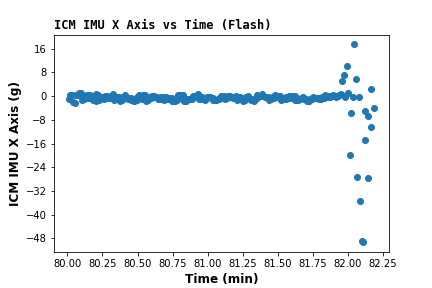 ICM IMU X Axis vs Time (Flash)
ICM IMU X Axis (g)
16
8
0
−8
−16
−24
−32
−40
−48
80.00 80.25 80.50 80.75 81.00 81.25 81.50 81.75 82.00 82.25
Time (min)